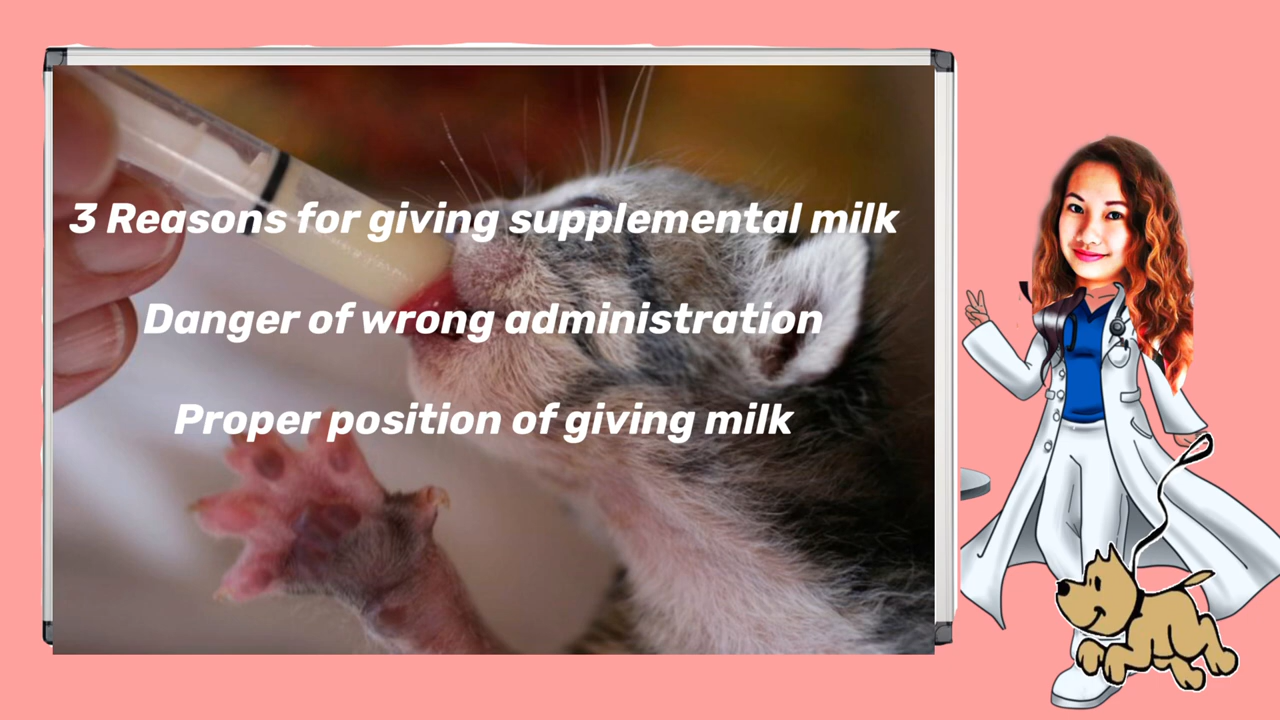 3 Reasons for giving supplemental milk
Danger of wrong administration
Proper position of giving milk